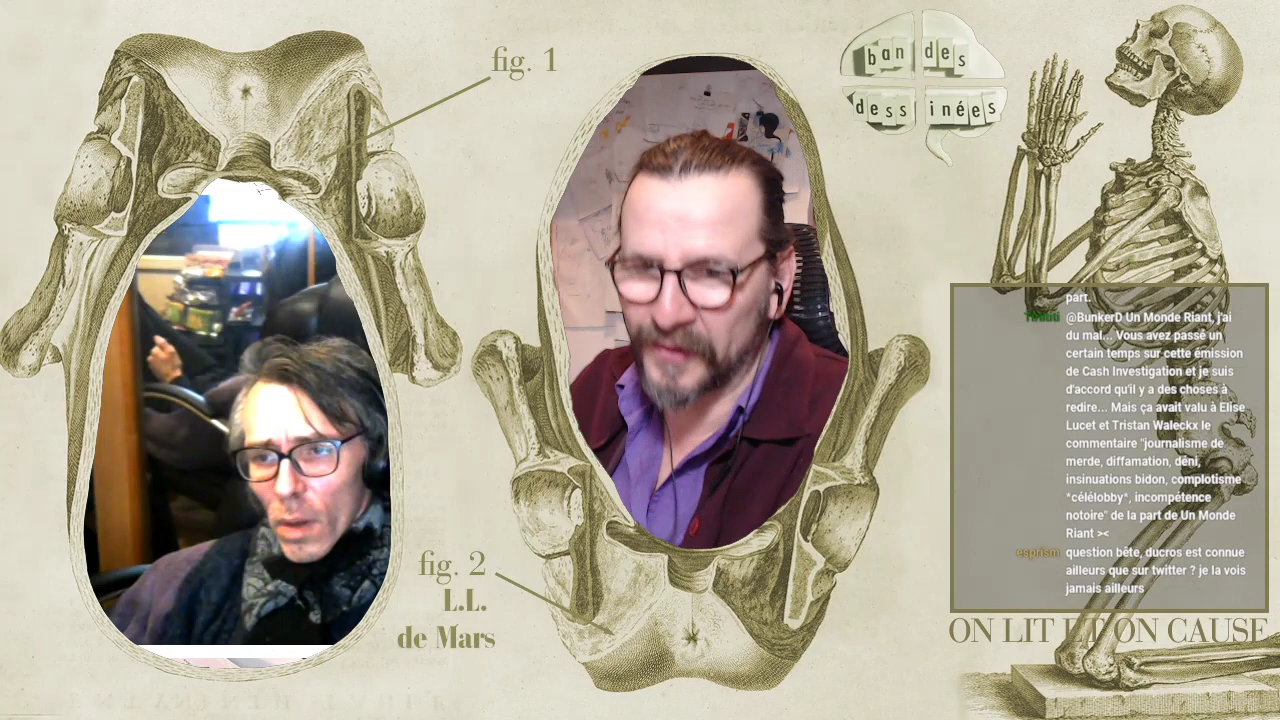 fig. 1
bandes
dessinées
part.
@BunkerD Un Monde Riant, j'ai
du mal... Vous avez passé un
certain temps sur cette émission
de Cash Investigation et je suis
d'accord qu'il y a des choses à
redire... Mais ça avait valu à Elise
Lucet et Tristan Waleckx le
commentaire "journalisme de
merde, diffamation, déni,
insinuations bidon, complotisme
*célélobby*, incompétence
notoire" de la part de Un Monde
Riant ><
esprism question bête, ducros est connue
ailleurs que sur twitter ? je la vois
jamais ailleurs
fig. 2
L.L.
de Mars
ON LIT ET ON CAUSE